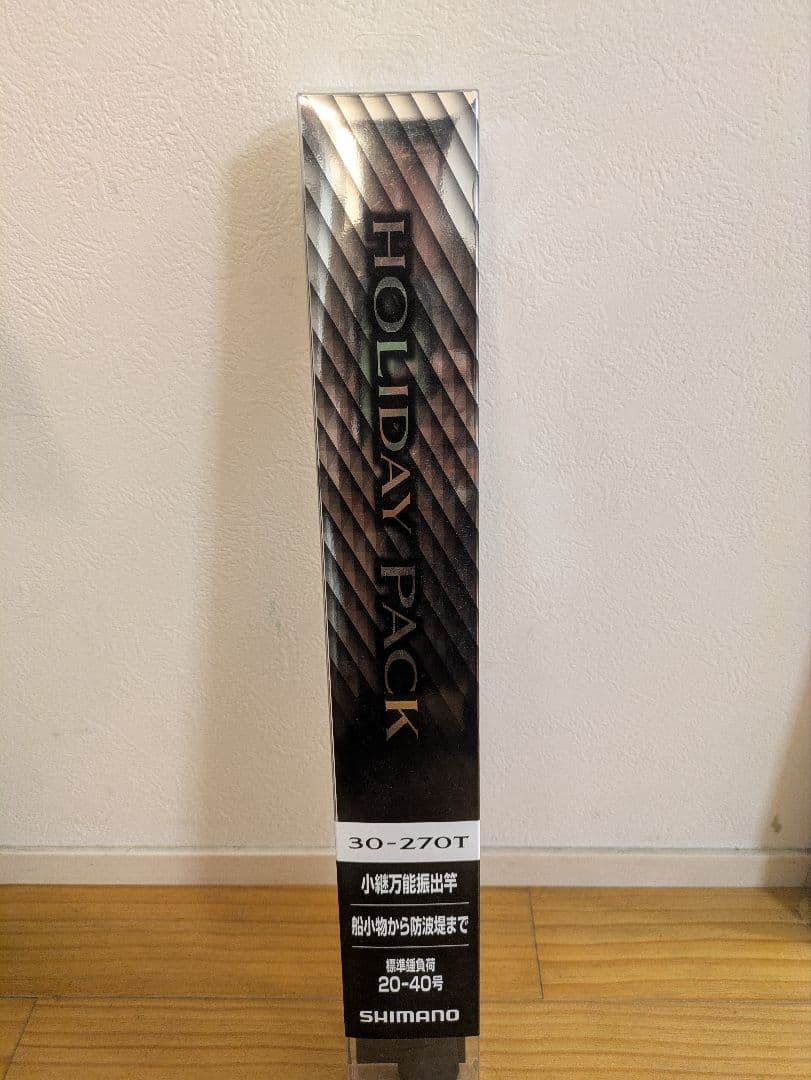 HOLIDAY PACK
30-270T
小継万能振出竿
船小物から防波堤まで
標準錘負荷
20-40号
SHIMANO